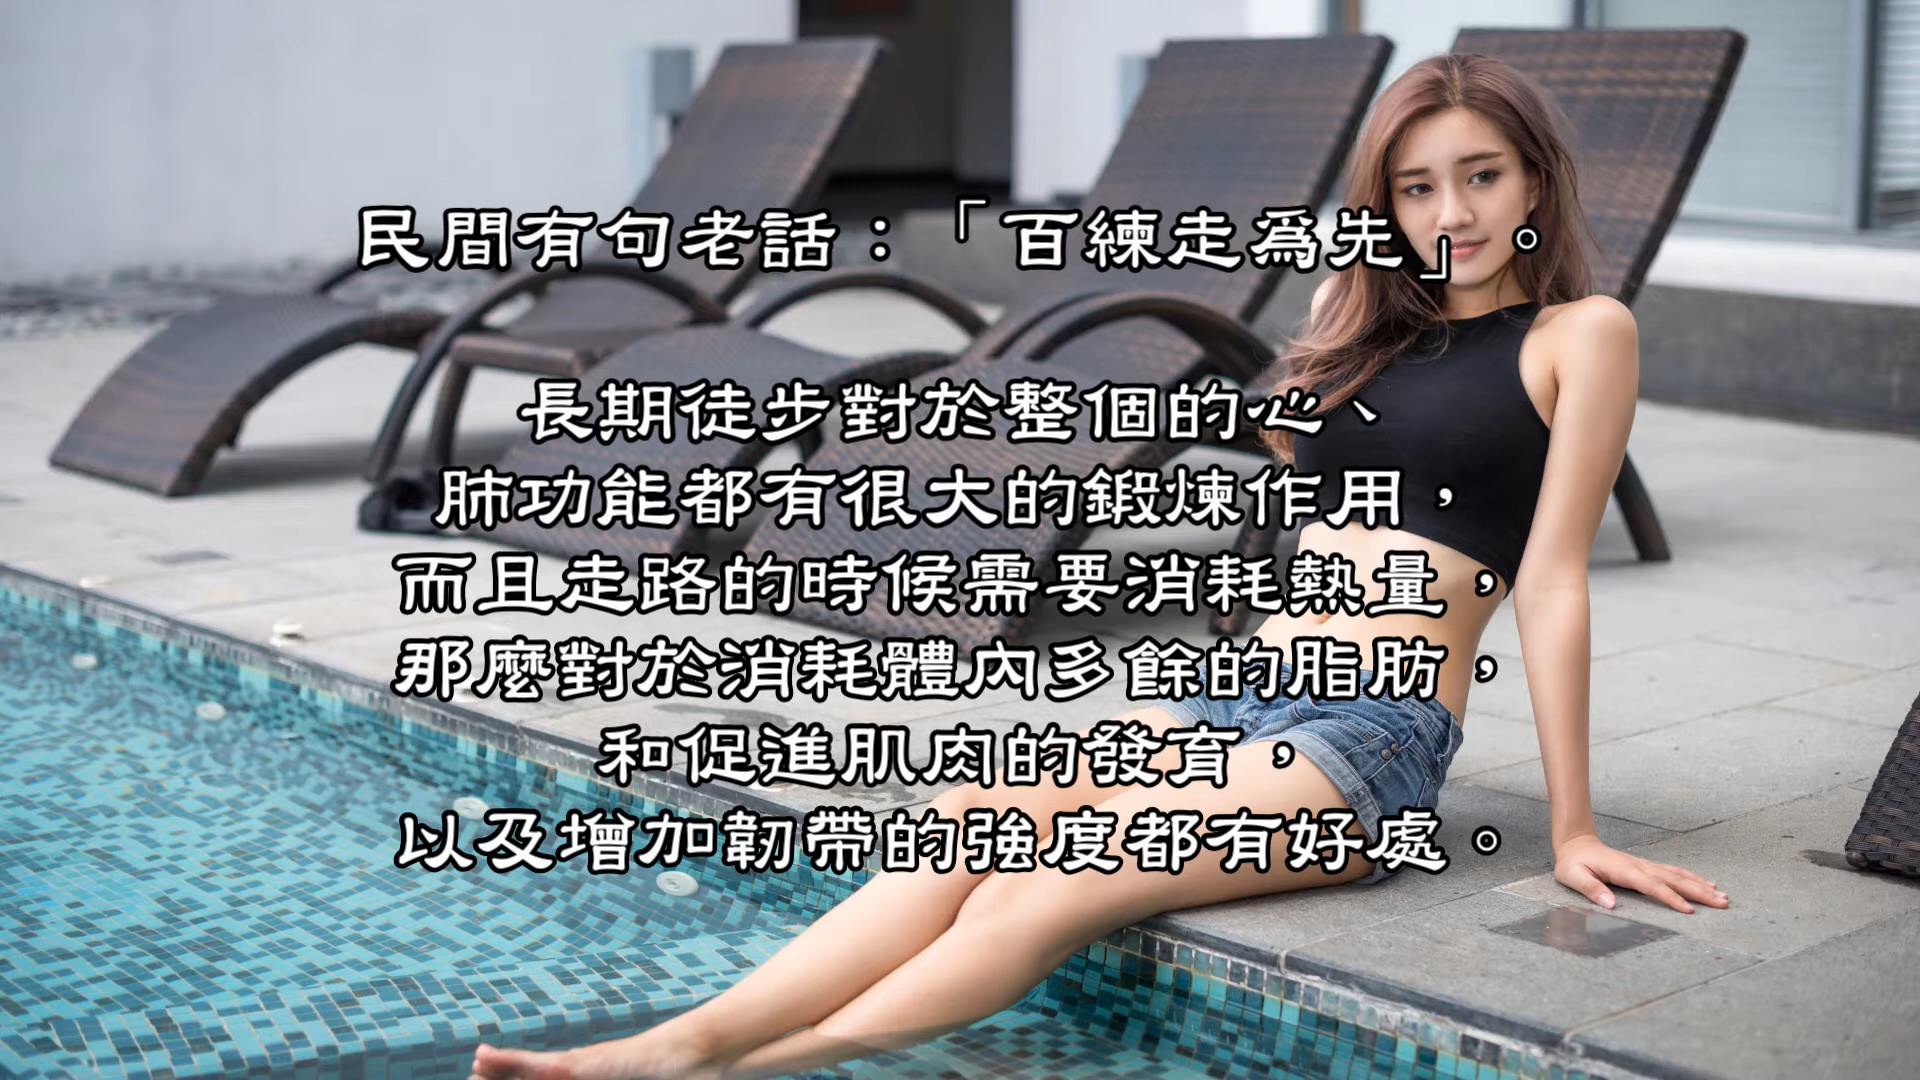 民間有句老話：「百練走為先」。
長期徒步對於整個的心、
肺功能都有很大的鍛煉作用，
而且走路的時候需要消耗熱量，
那麼對於消耗體內多餘的脂肪，
和促進肌肉的發育，
以及增加韌帶的強度都有好處。